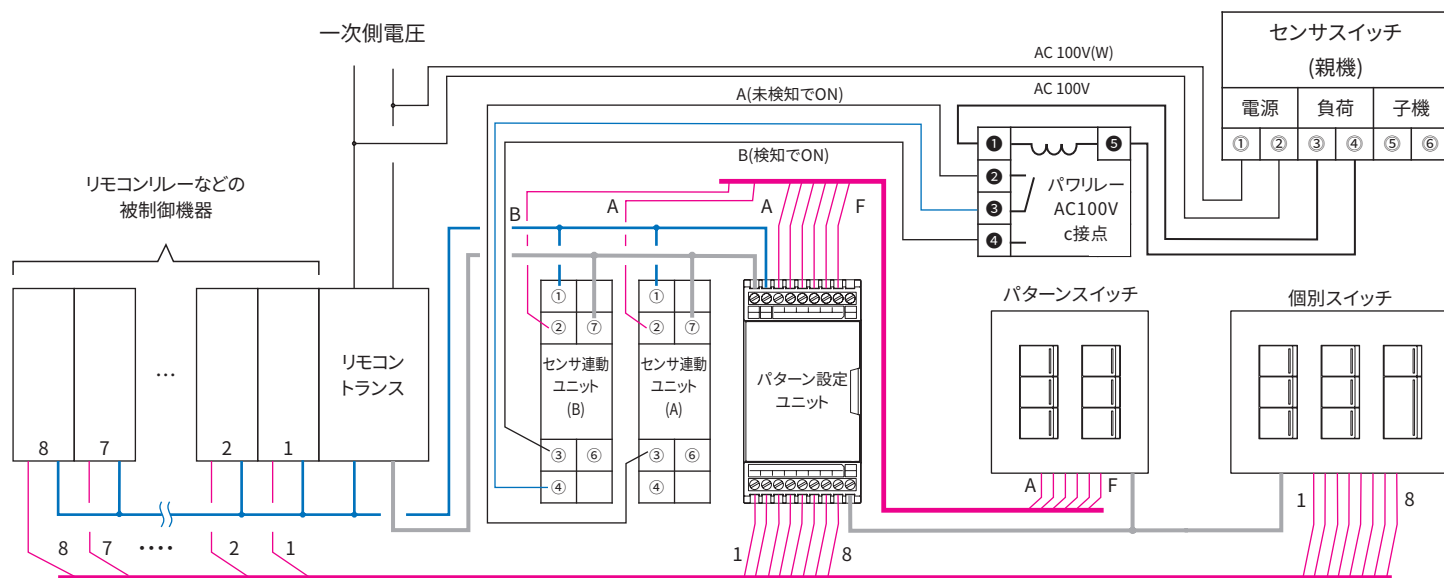 一次側電圧
AC 100V(W)
AC 100V
A(未検知でON)
B(検知でON)
センサスイッチ
(親機)
電源 負荷 子機
① ② ③ ④ ⑤ ⑥
❶ ❺
❷
❸
❹
パワリレー
AC100V
c接点
リモコンリレーなどの
被制御機器
B A A F
① ①
② ⑦ ② ⑦
センサ連動
ユニット
(B)
③ ⑥
④
センサ連動
ユニット
(A)
③ ⑥
④
パターン設定
ユニット
パターンスイッチ
個別スイッチ
リモコン
トランス
…
8 7 2 1
A F
1 8
8 7 ‥‥ 2 1
1 8